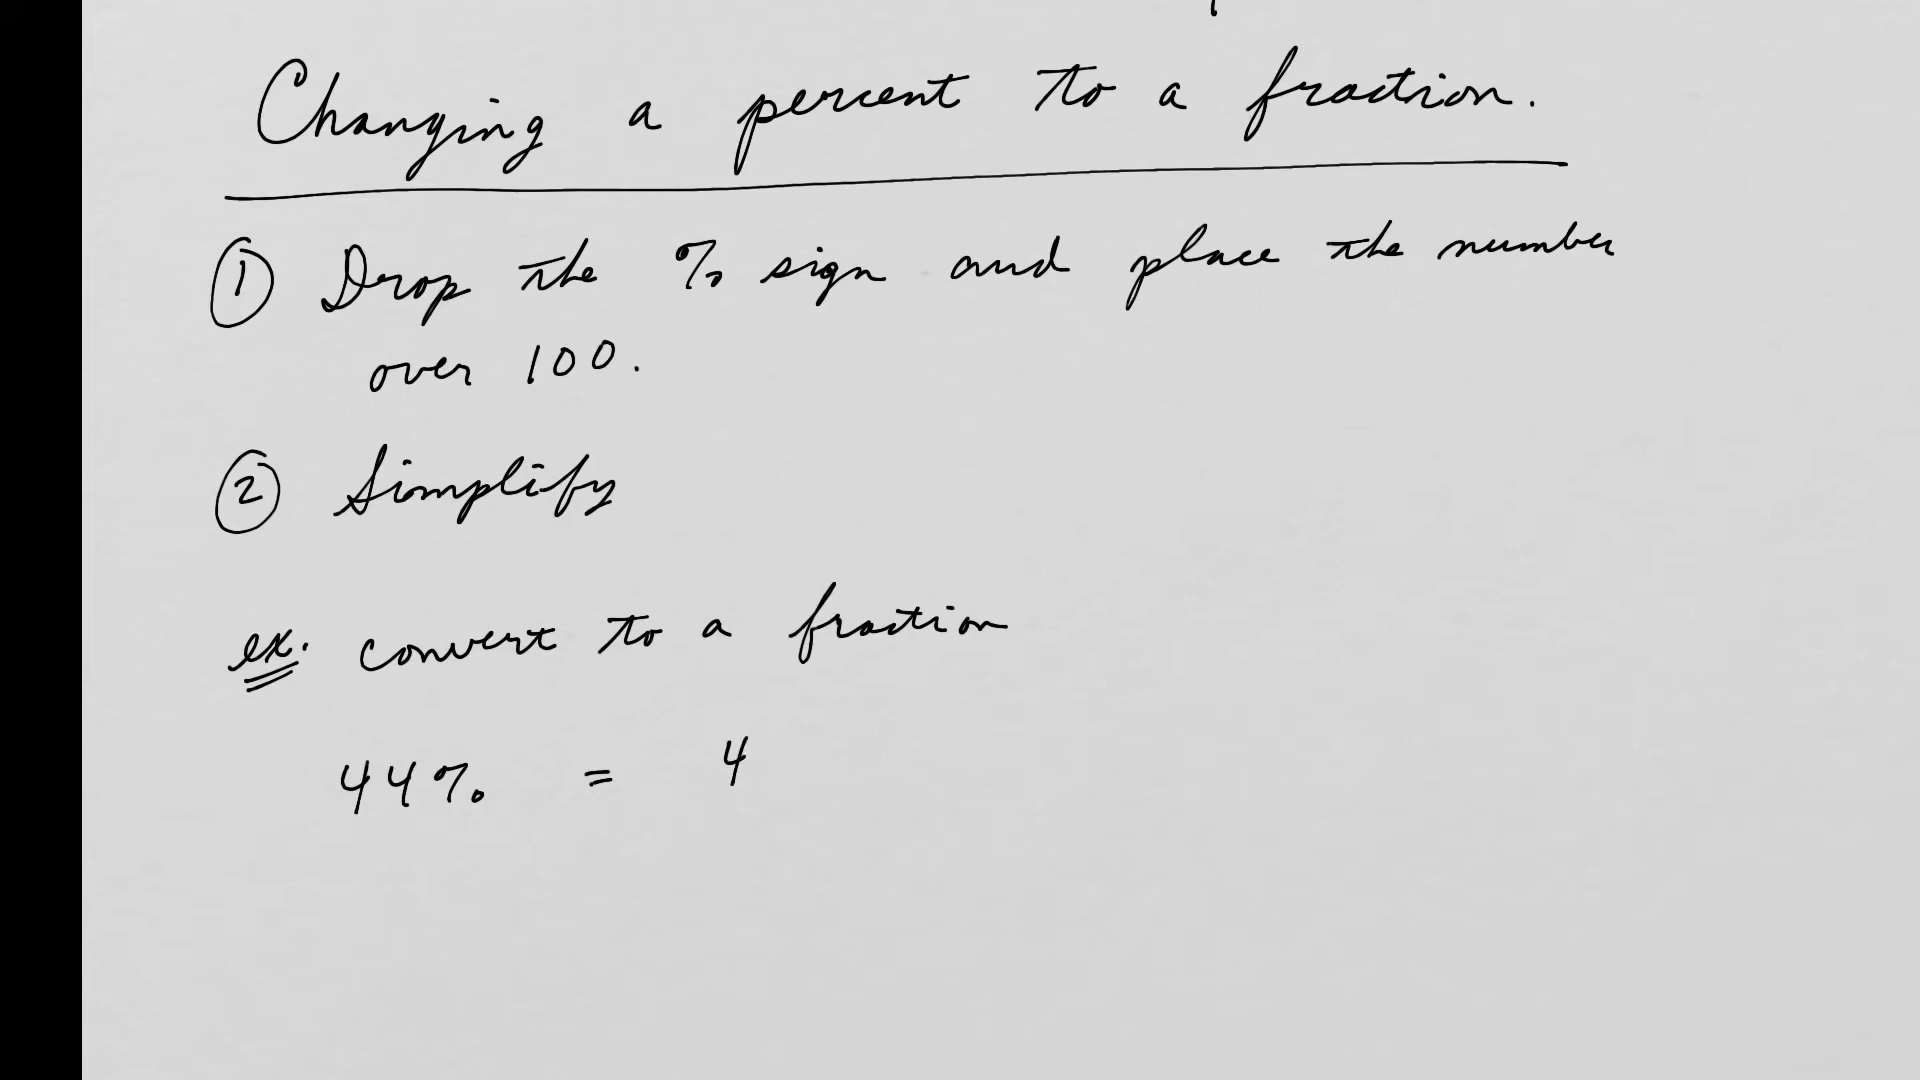 Changing a percent to a fraction.
① Drop the % sign and place the number
over 100.
② Simplify
ex. convert to a fraction
44% = 4